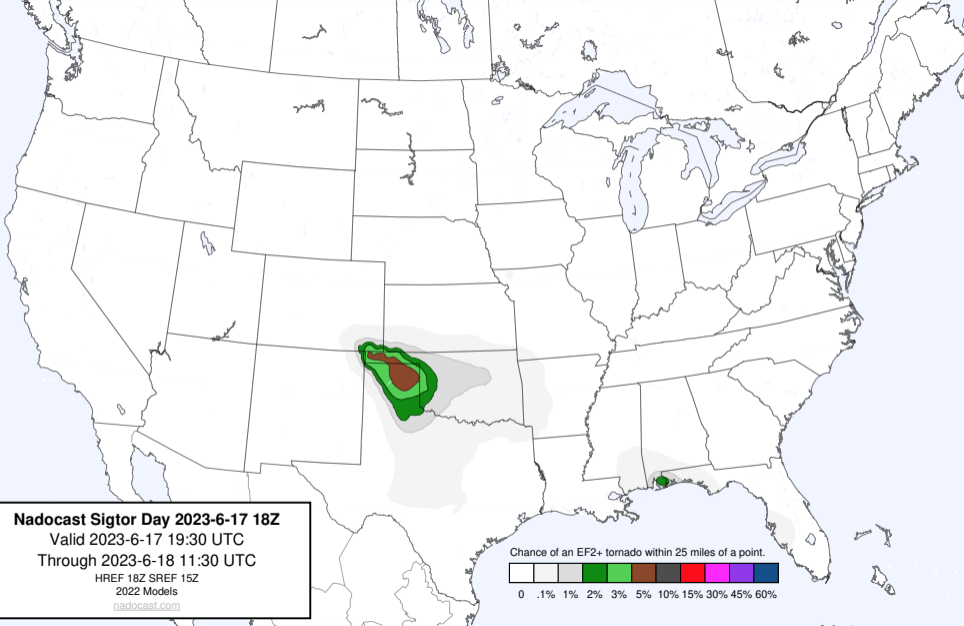 Nadocast Sigtor Day 2023-6-17 18Z
Valid 2023-6-17 19:30 UTC
Through 2023-6-18 11:30 UTC
HREF 18Z SREF 15Z
2022 Models
nadocast.com
Chance of an EF2+ tornado within 25 miles of a point.
0 .1% 1% 2% 3% 5% 10% 15% 30% 45% 60%